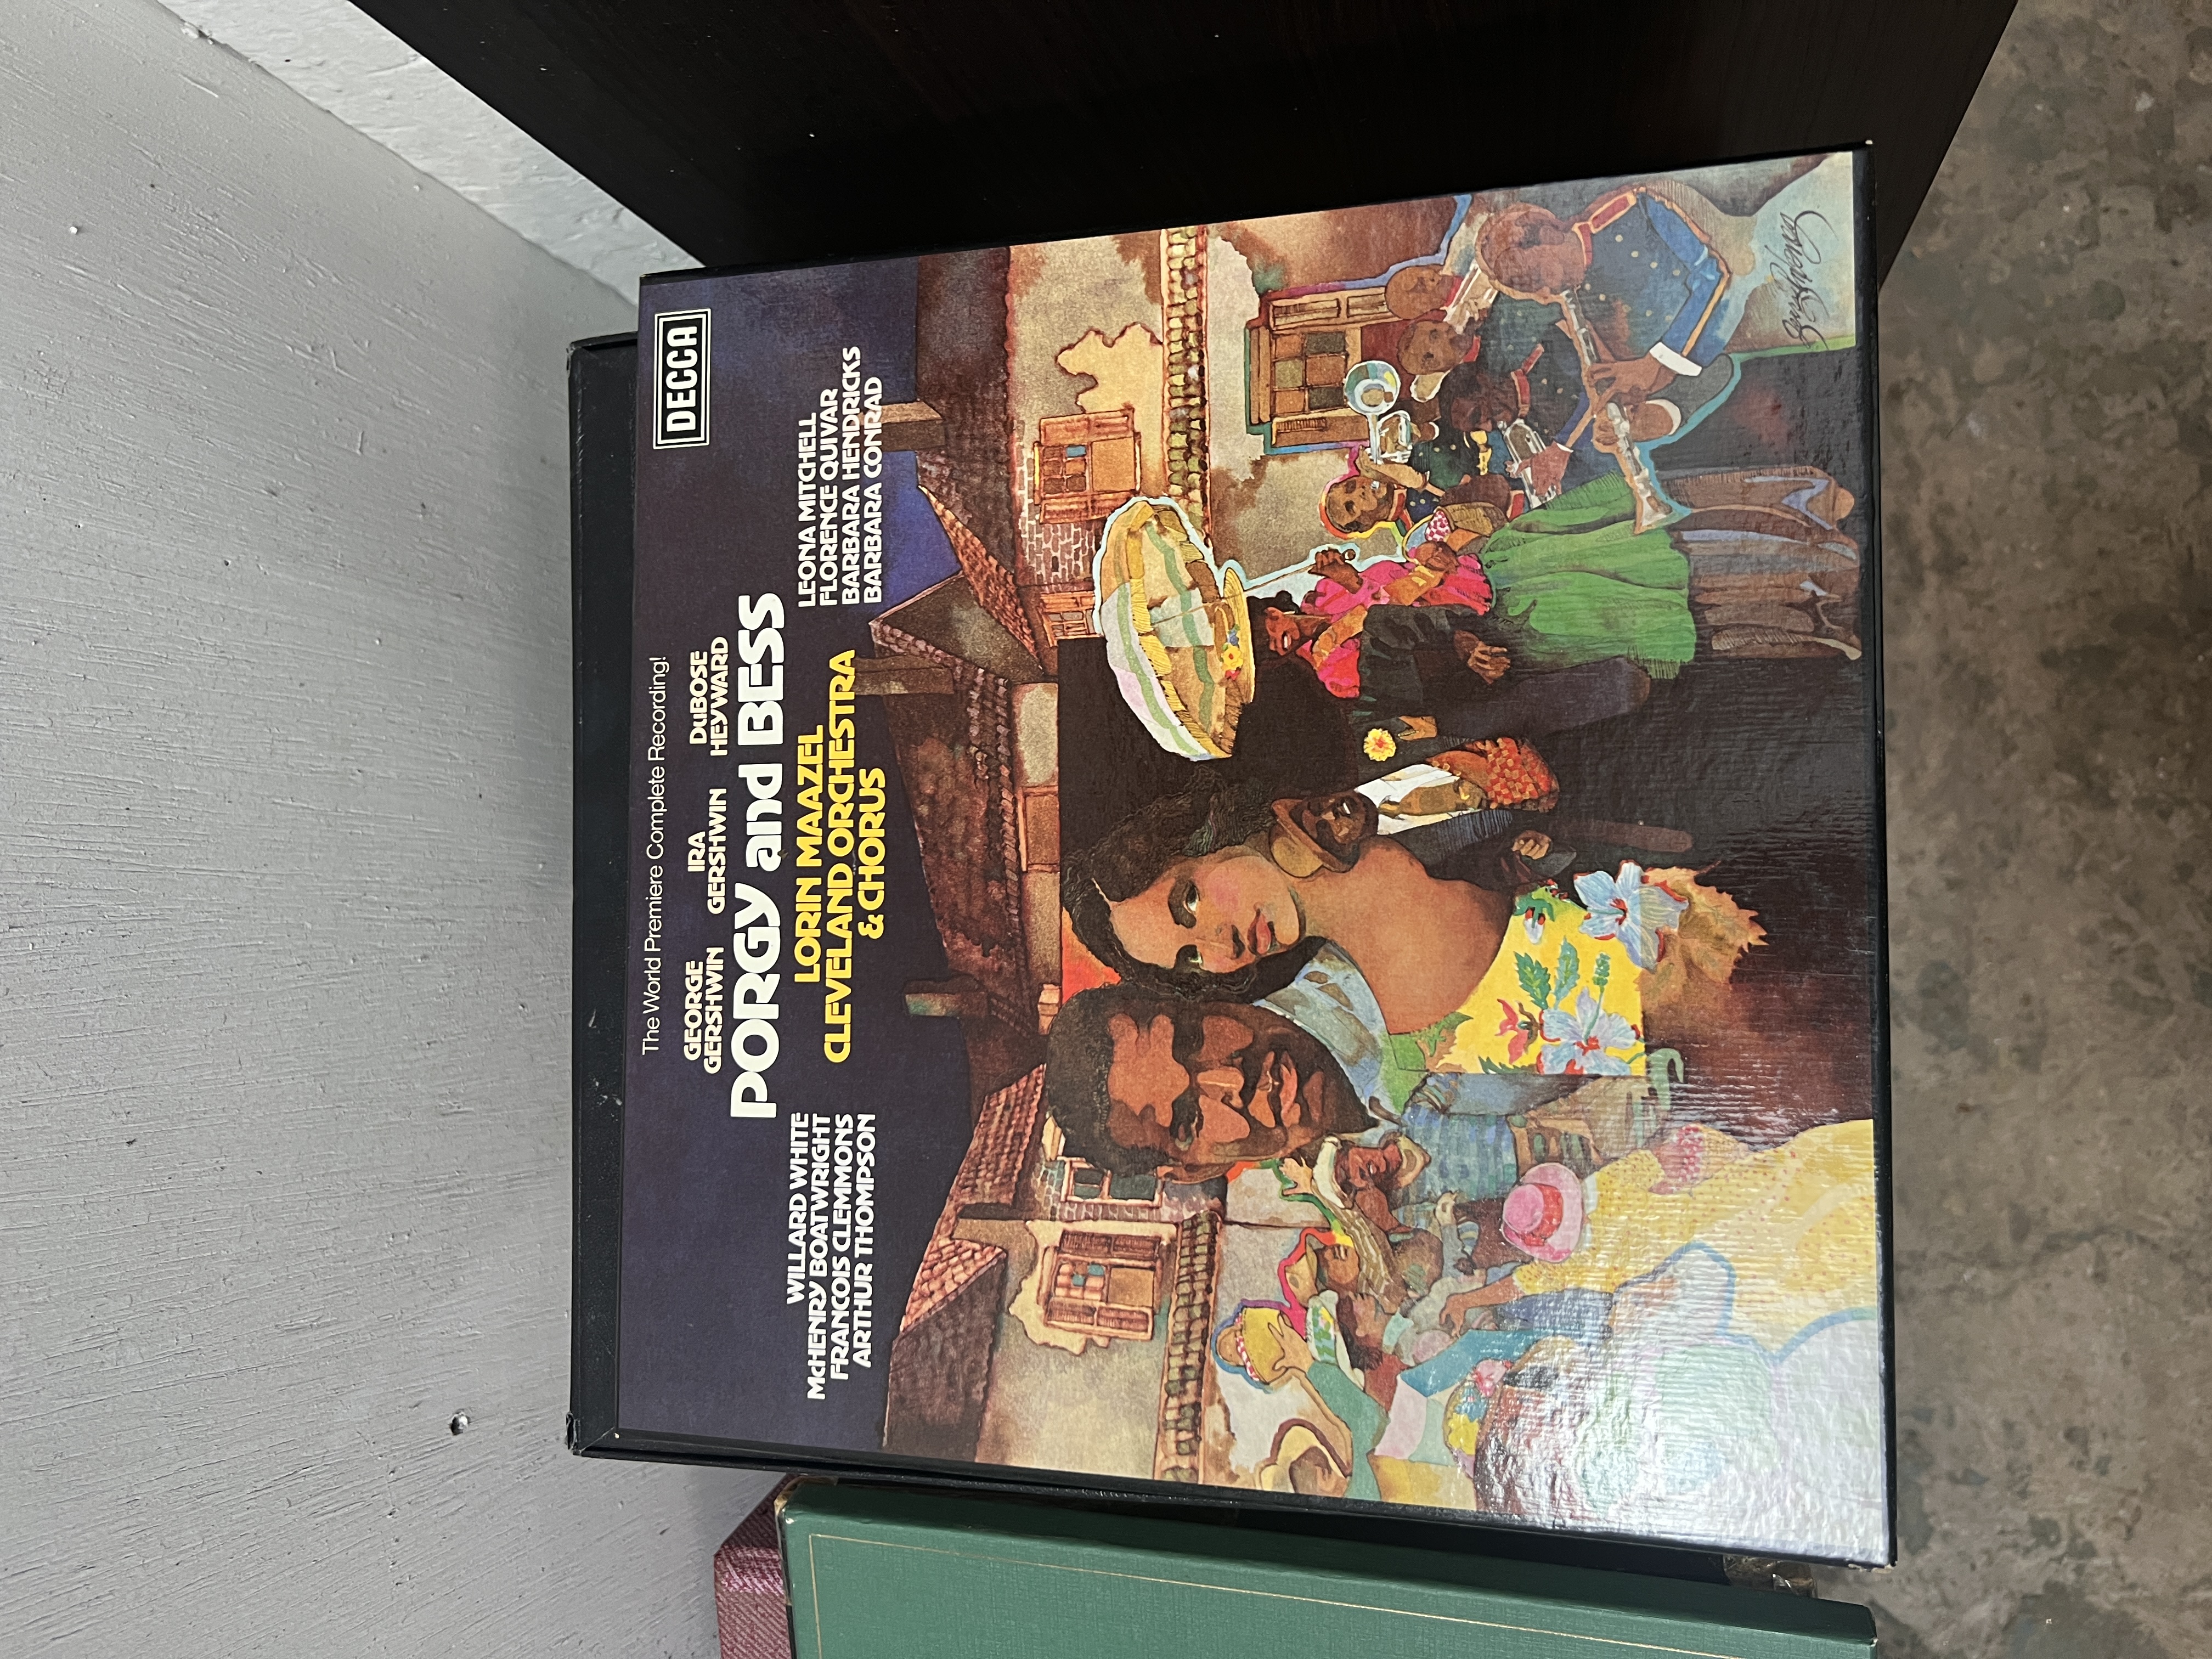 DECCA
The World Premiere Complete Recording!
GEORGE GERSHWIN
IRA GERSHWIN
DuBOSE HEYWARD
PORGY and BESS
WILLARD WHITE
McHENRY BOATWRIGHT
FRANCOIS CLEMMONS
ARTHUR THOMPSON
LORIN MAAZEL
CLEVELAND ORCHESTRA
& CHORUS
LEONA MITCHELL
FLORENCE QUIVAR
BARBARA HENDRICKS
BARBARA CONRAD